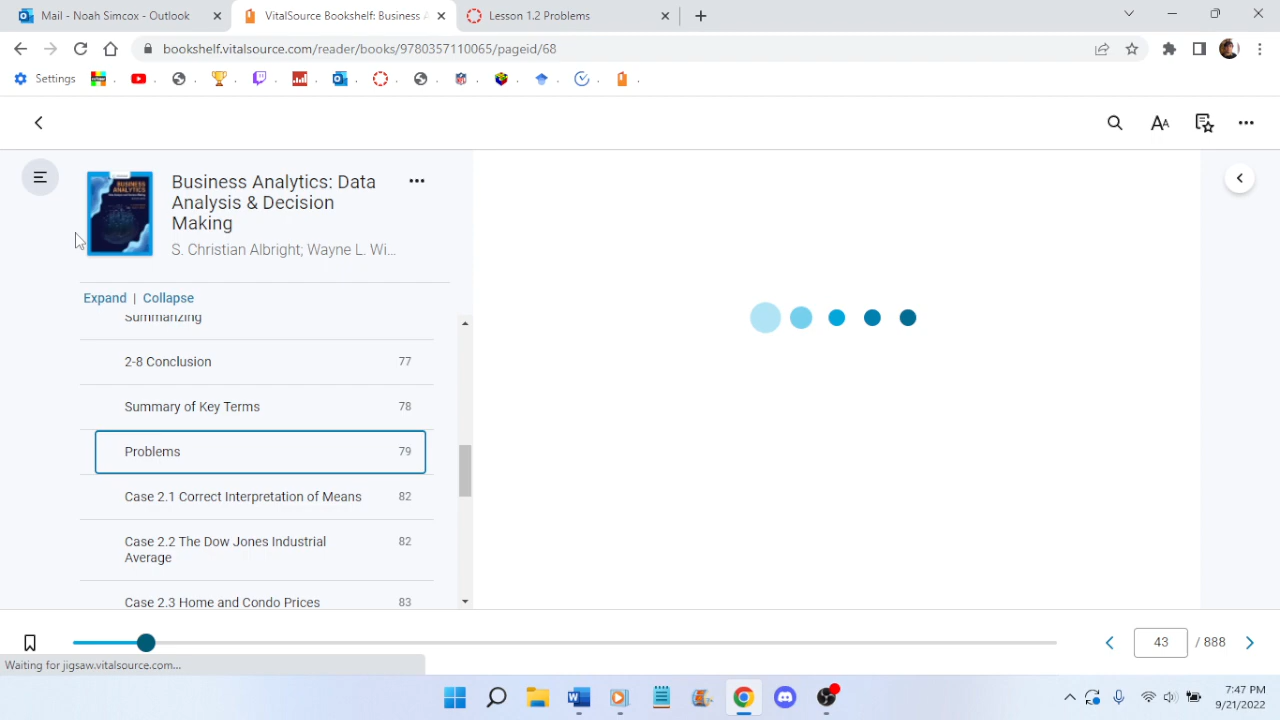 Mail - Noah Simcox - Outlook
VitalSource Bookshelf: Business A
Lesson 1.2 Problems
bookshelf.vitalsource.com/reader/books/9780357110065/pageid/68
Settings
Business Analytics: Data
Analysis & Decision
Making
S. Christian Albright; Wayne L. Wi...
Expand | Collapse
Summarizing
2-8 Conclusion 77
Summary of Key Terms 78
Problems 79
Case 2.1 Correct Interpretation of Means 82
Case 2.2 The Dow Jones Industrial 82
Average
Case 2.3 Home and Condo Prices 83
43 / 888
Waiting for jigsaw.vitalsource.com...
7:47 PM
9/21/2022